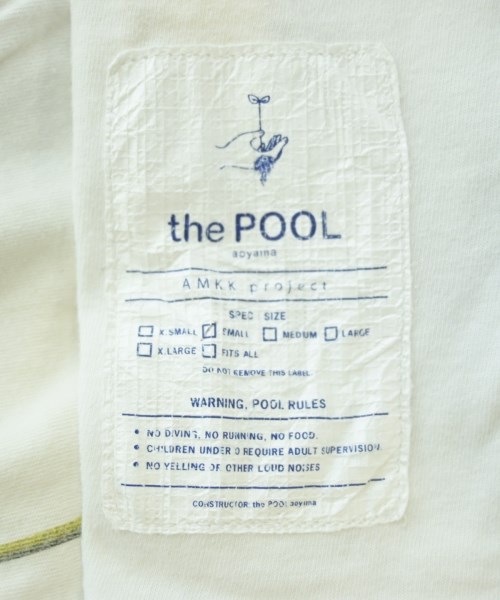 the POOL
aoyama
AMKK project
SPEC SIZE
X.SMALL SMALL MEDIUM LARGE
X.LARGE FITS ALL
DO NOT REMOVE THIS LABEL.
WARNING, POOL RULES
• NO DIVING, NO RUNNING, NO FOOD.
• CHILDREN UNDER REQUIRE ADULT SUPERVISION.
• NO YELLING OF OTHER LOUD NOISES
CONSTRUCTOR: the POOL aoyama